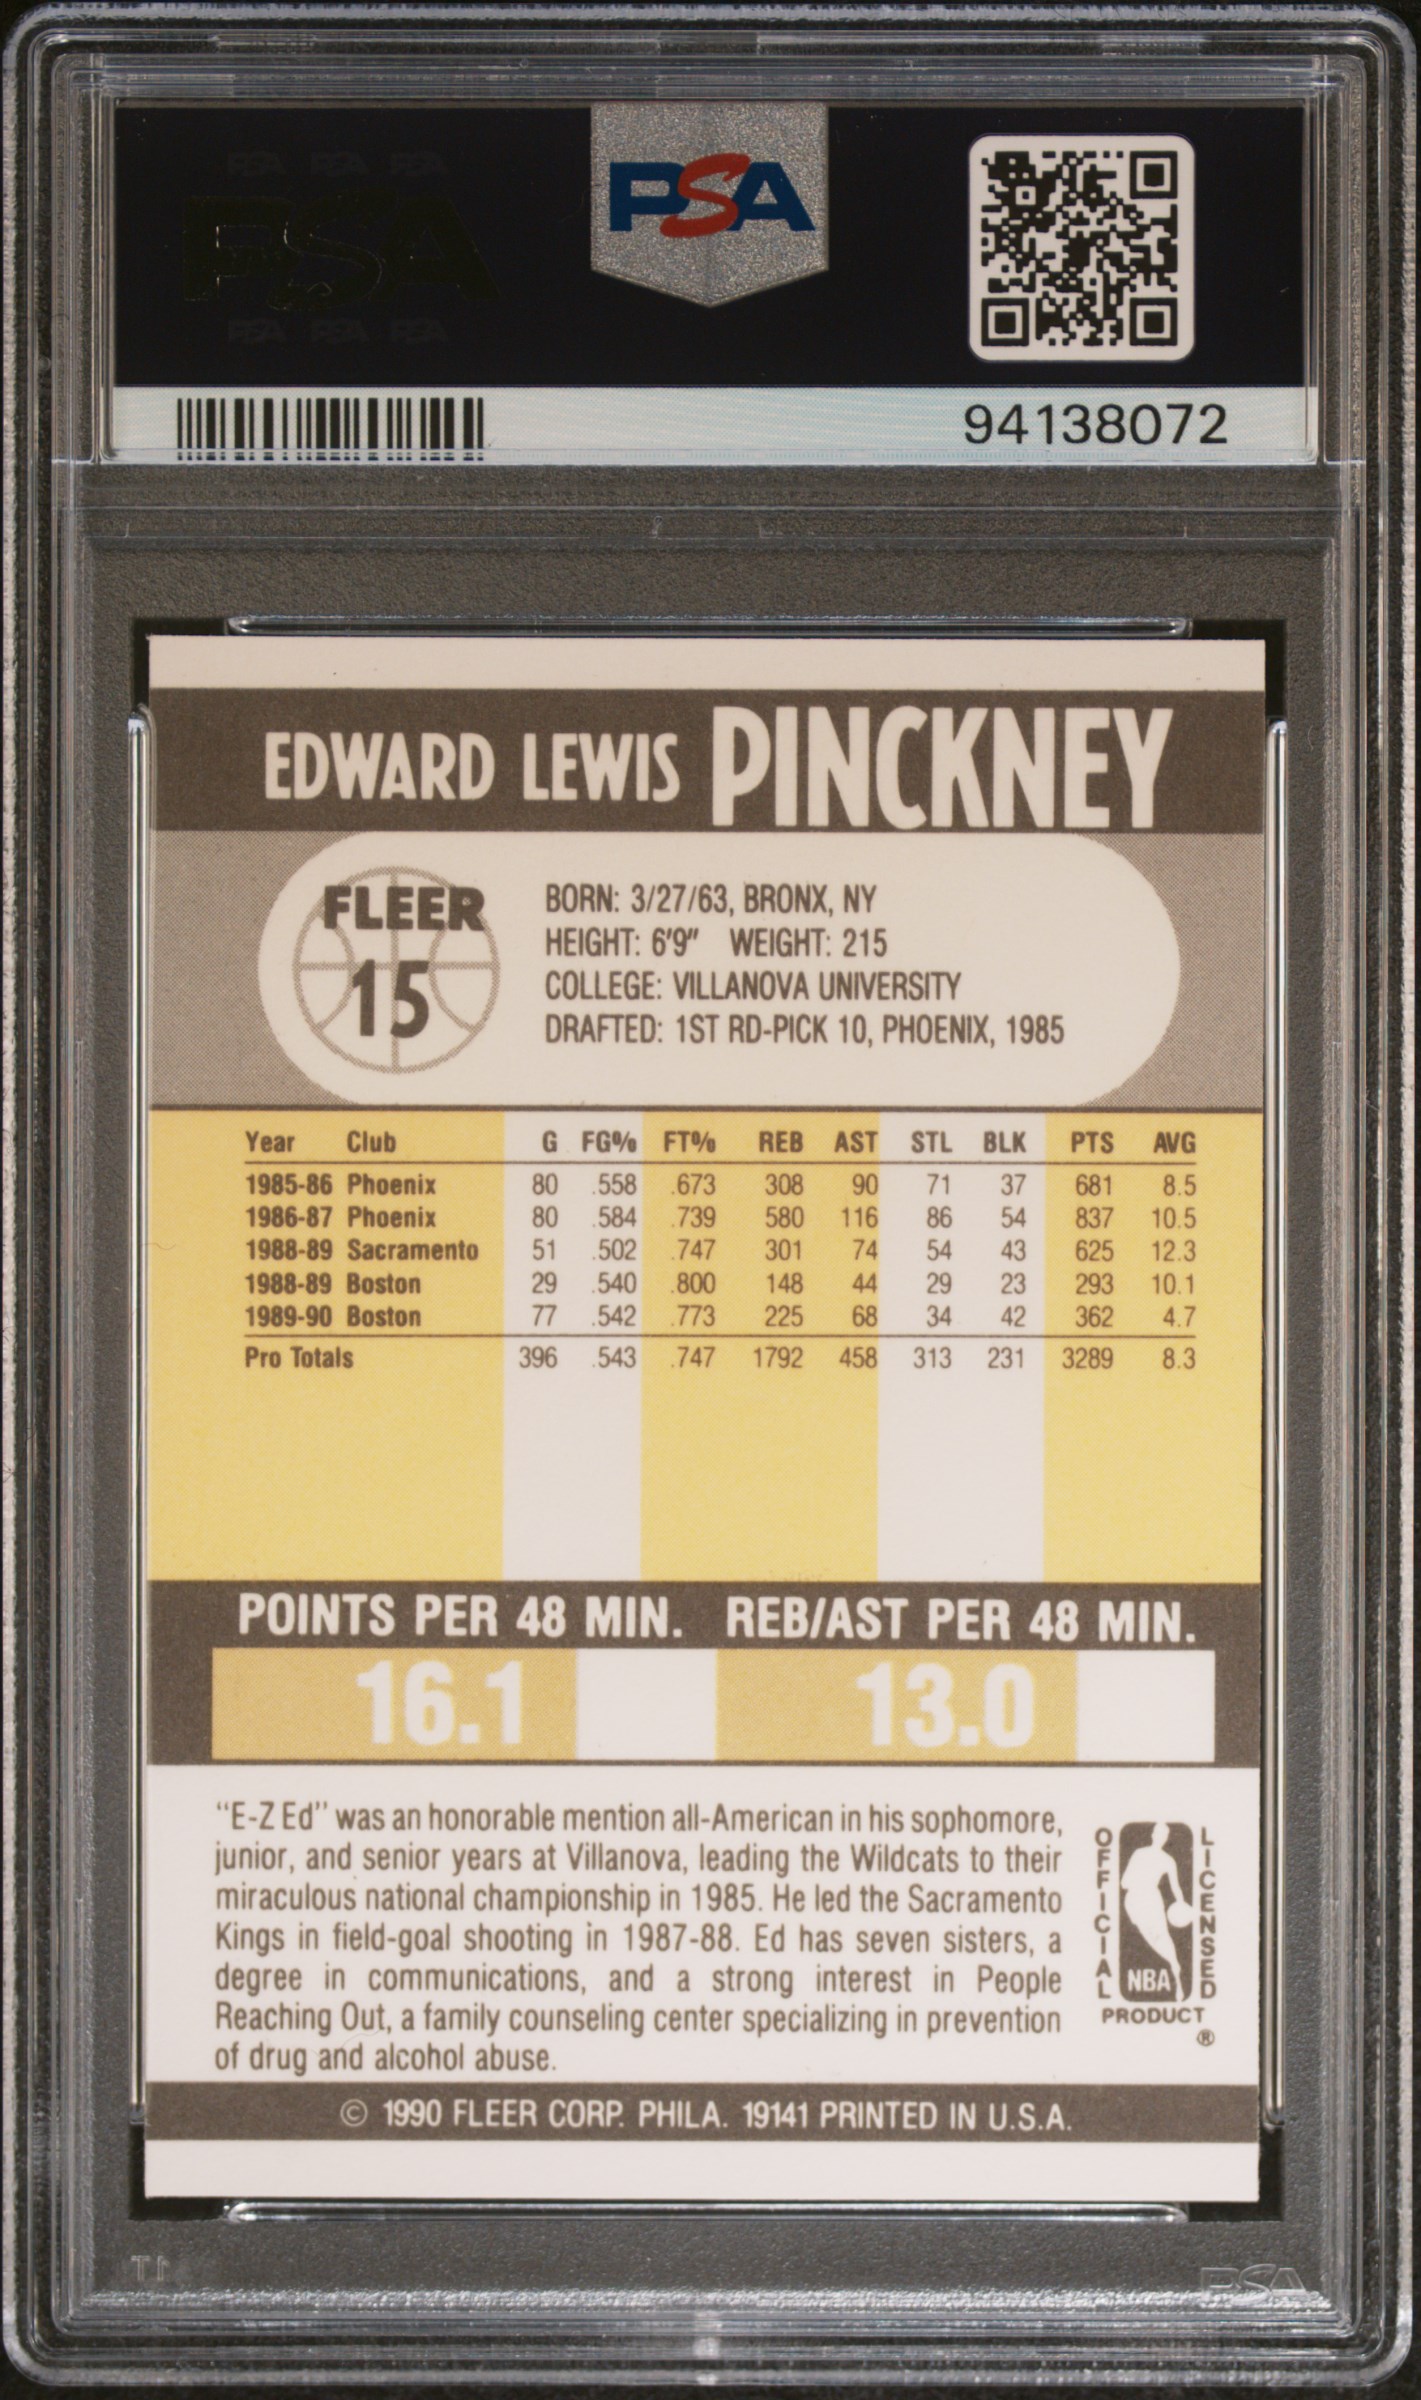 PSA PSA PSA
PSA
PSA PSA PSA
PSA
94138072
EDWARD LEWIS PINCKNEY
FLEER
15
BORN: 3/27/63, BRONX, NY
HEIGHT: 6'9" WEIGHT: 215
COLLEGE: VILLANOVA UNIVERSITY
DRAFTED: 1ST RD-PICK 10, PHOENIX, 1985
Year Club G FG% FT% REB AST STL BLK PTS AVG
1985-86 Phoenix 80 .558 .673 308 90 71 37 681 8.5
1986-87 Phoenix 80 .584 .739 580 116 86 54 837 10.5
1988-89 Sacramento 51 .502 .747 301 74 54 43 625 12.3
1988-89 Boston 29 .540 .800 148 44 29 23 293 10.1
1989-90 Boston 77 .542 .773 225 68 34 42 362 4.7
Pro Totals 396 .543 .747 1792 458 313 231 3289 8.3
POINTS PER 48 MIN. REB/AST PER 48 MIN.
16.1 13.0
"E-Z Ed" was an honorable mention all-American in his sophomore,
junior, and senior years at Villanova, leading the Wildcats to their
miraculous national championship in 1985. He led the Sacramento
Kings in field-goal shooting in 1987-88. Ed has seven sisters, a
degree in communications, and a strong interest in People
Reaching Out, a family counseling center specializing in prevention
of drug and alcohol abuse.
OFFICIAL
LICENSED
NBA
PRODUCT
®
© 1990 FLEER CORP. PHILA. 19141 PRINTED IN U.S.A.
PSA